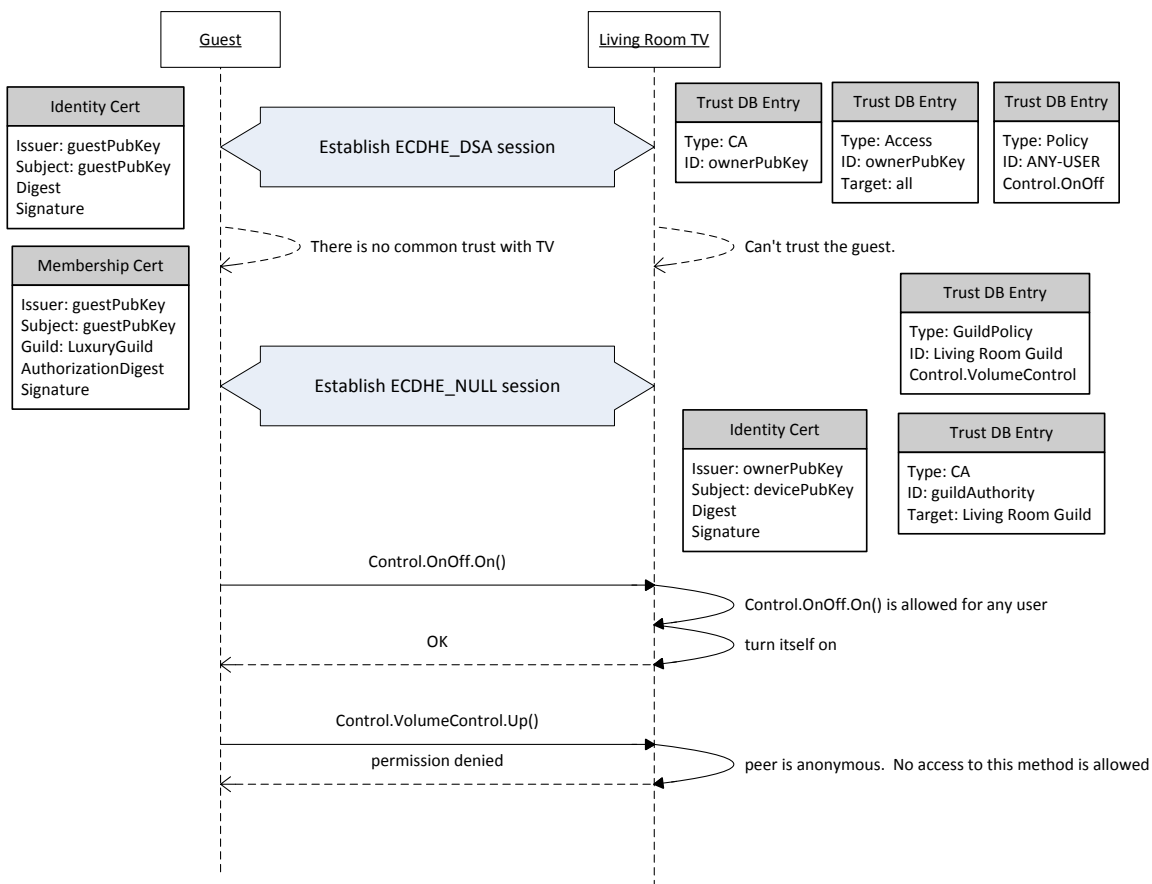 Guest
Living Room TV
Identity Cert
Issuer: guestPubKey
Subject: guestPubKey
Digest
Signature
Establish ECDHE_DSA session
Trust DB Entry
Type: CA
ID: ownerPubKey
Trust DB Entry
Type: Access
ID: ownerPubKey
Target: all
Trust DB Entry
Type: Policy
ID: ANY-USER
Control.OnOff
There is no common trust with TV
Can't trust the guest.
Membership Cert
Issuer: guestPubKey
Subject: guestPubKey
Guild: LuxuryGuild
AuthorizationDigest
Signature
Trust DB Entry
Type: GuildPolicy
ID: Living Room Guild
Control.VolumeControl
Establish ECDHE_NULL session
Identity Cert
Issuer: ownerPubKey
Subject: devicePubKey
Digest
Signature
Trust DB Entry
Type: CA
ID: guildAuthority
Target: Living Room Guild
Control.OnOff.On()
Control.OnOff.On() is allowed for any user
OK
turn itself on
Control.VolumeControl.Up()
permission denied
peer is anonymous.  No access to this method is allowed